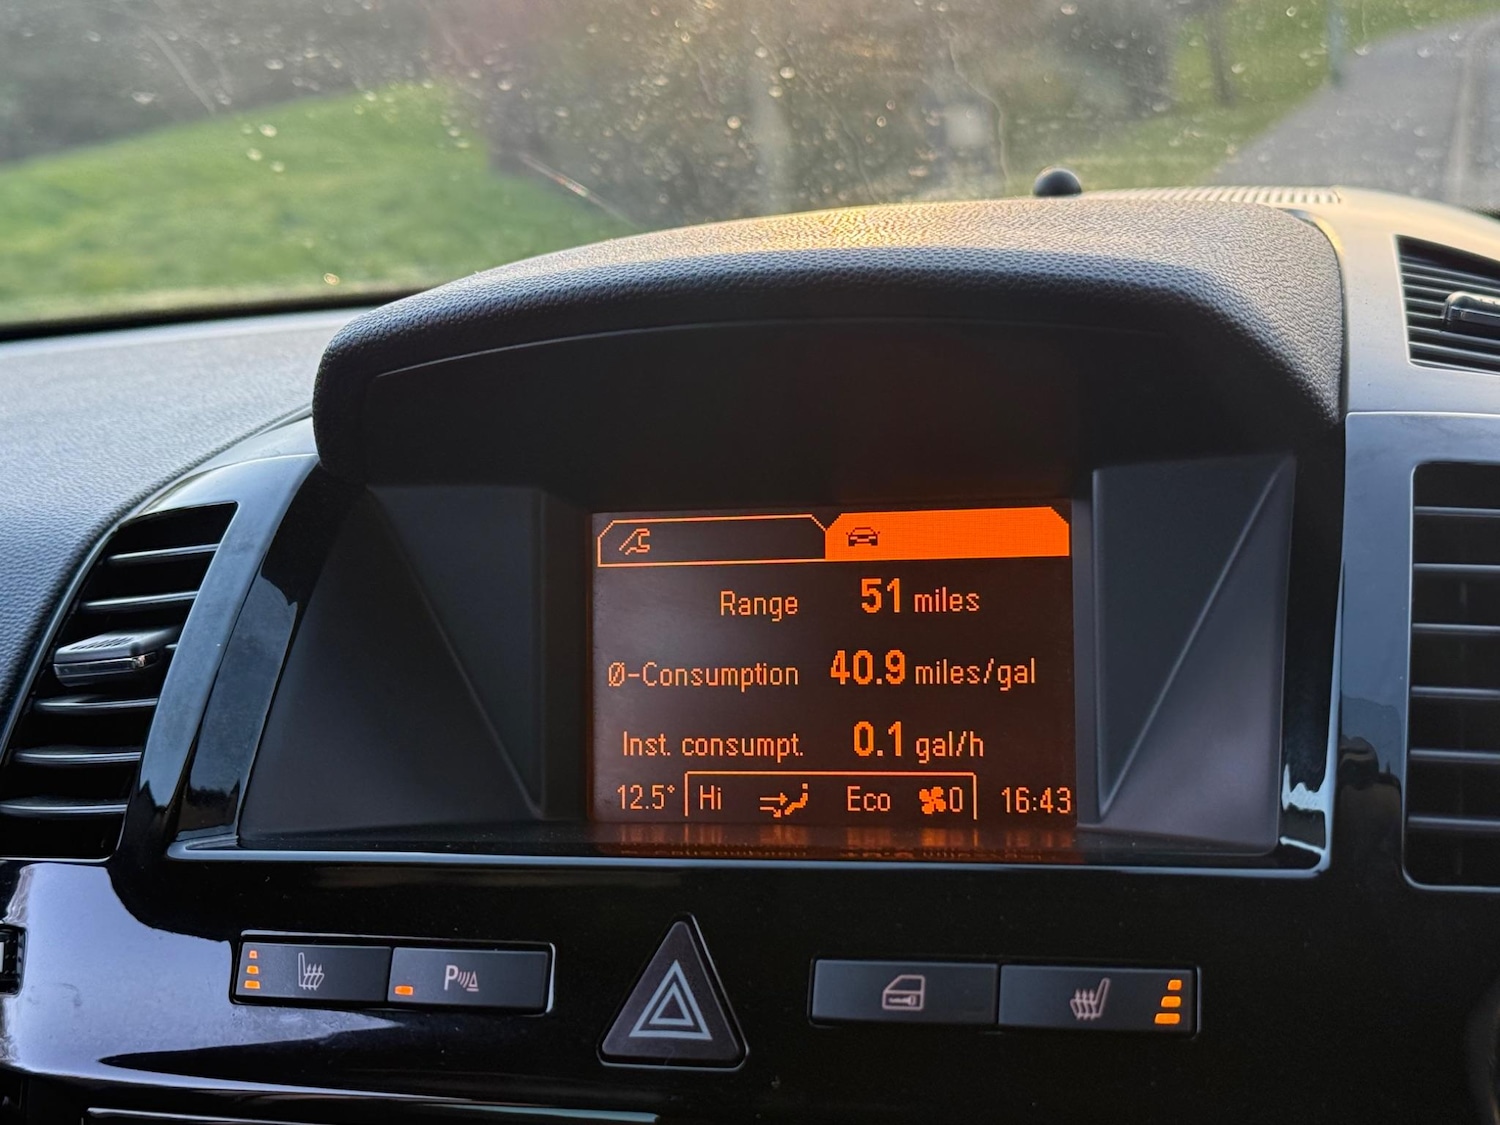 Range 51 miles
Ø-Consumption 40.9 miles/gal
Inst. consumpt. 0.1 gal/h
12.5° Hi Eco 0 16:43
P